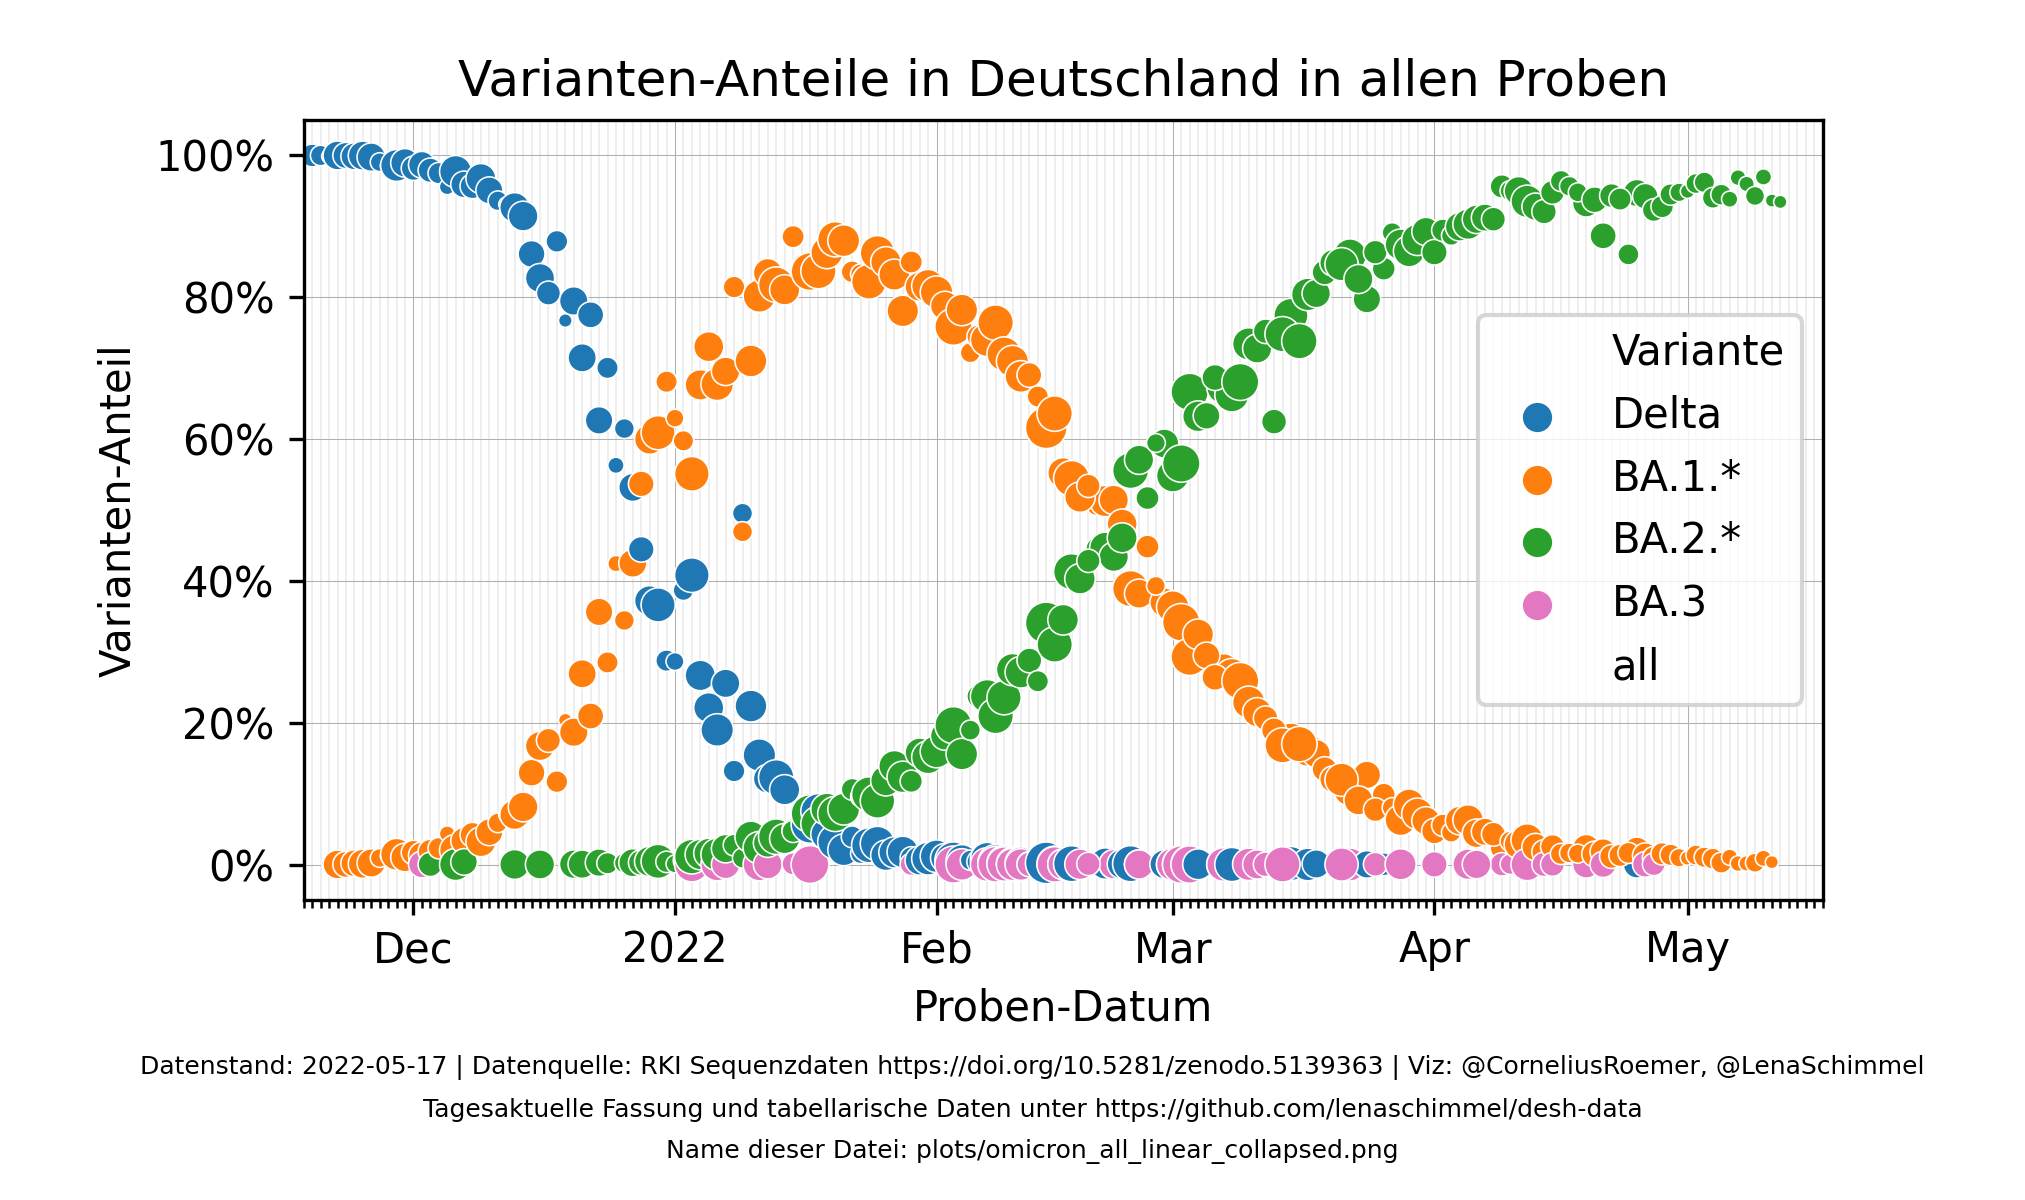 Varianten-Anteile in Deutschland in allen Proben
Varianten-Anteil
100%
80%
60%
40%
20%
0%
Variante
Delta
BA.1.*
BA.2.*
BA.3
all
Dec
2022
Feb
Mar
Apr
May
Proben-Datum
Datenstand: 2022-05-17 | Datenquelle: RKI Sequenzdaten https://doi.org/10.5281/zenodo.5139363 | Viz: @CorneliusRoemer, @LenaSchimmel
Tagesaktuelle Fassung und tabellarische Daten unter https://github.com/lenaschimmel/desh-data
Name dieser Datei: plots/omicron_all_linear_collapsed.png